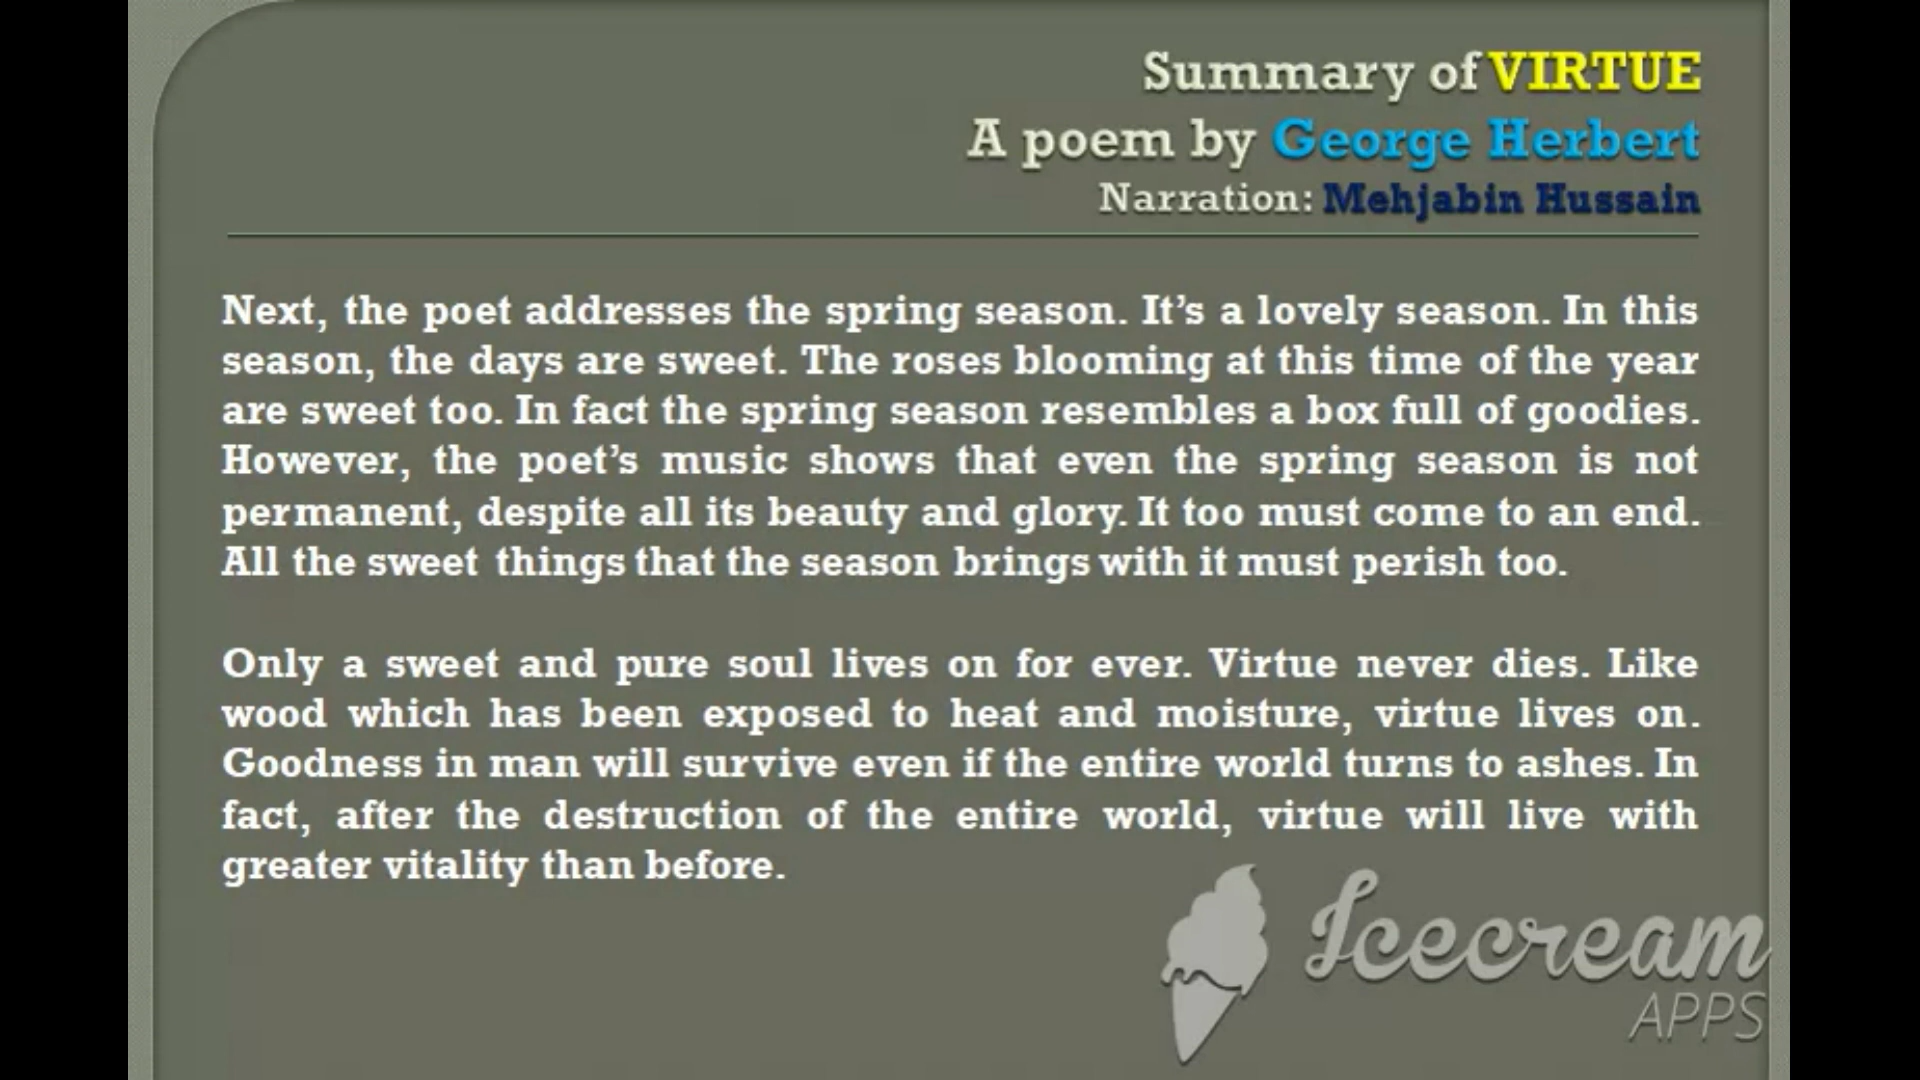 Summary of VIRTUE
A poem by George Herbert
Narration: Mehjabin Hussain
Next, the poet addresses the spring season. It’s a lovely season. In this
season, the days are sweet. The roses blooming at this time of the year
are sweet too. In fact the spring season resembles a box full of goodies.
However, the poet’s music shows that even the spring season is not
permanent, despite all its beauty and glory. It too must come to an end.
All the sweet things that the season brings with it must perish too.
Only a sweet and pure soul lives on for ever. Virtue never dies. Like
wood which has been exposed to heat and moisture, virtue lives on.
Goodness in man will survive even if the entire world turns to ashes. In
fact, after the destruction of the entire world, virtue will live with
greater vitality than before.
Icecream
APPS